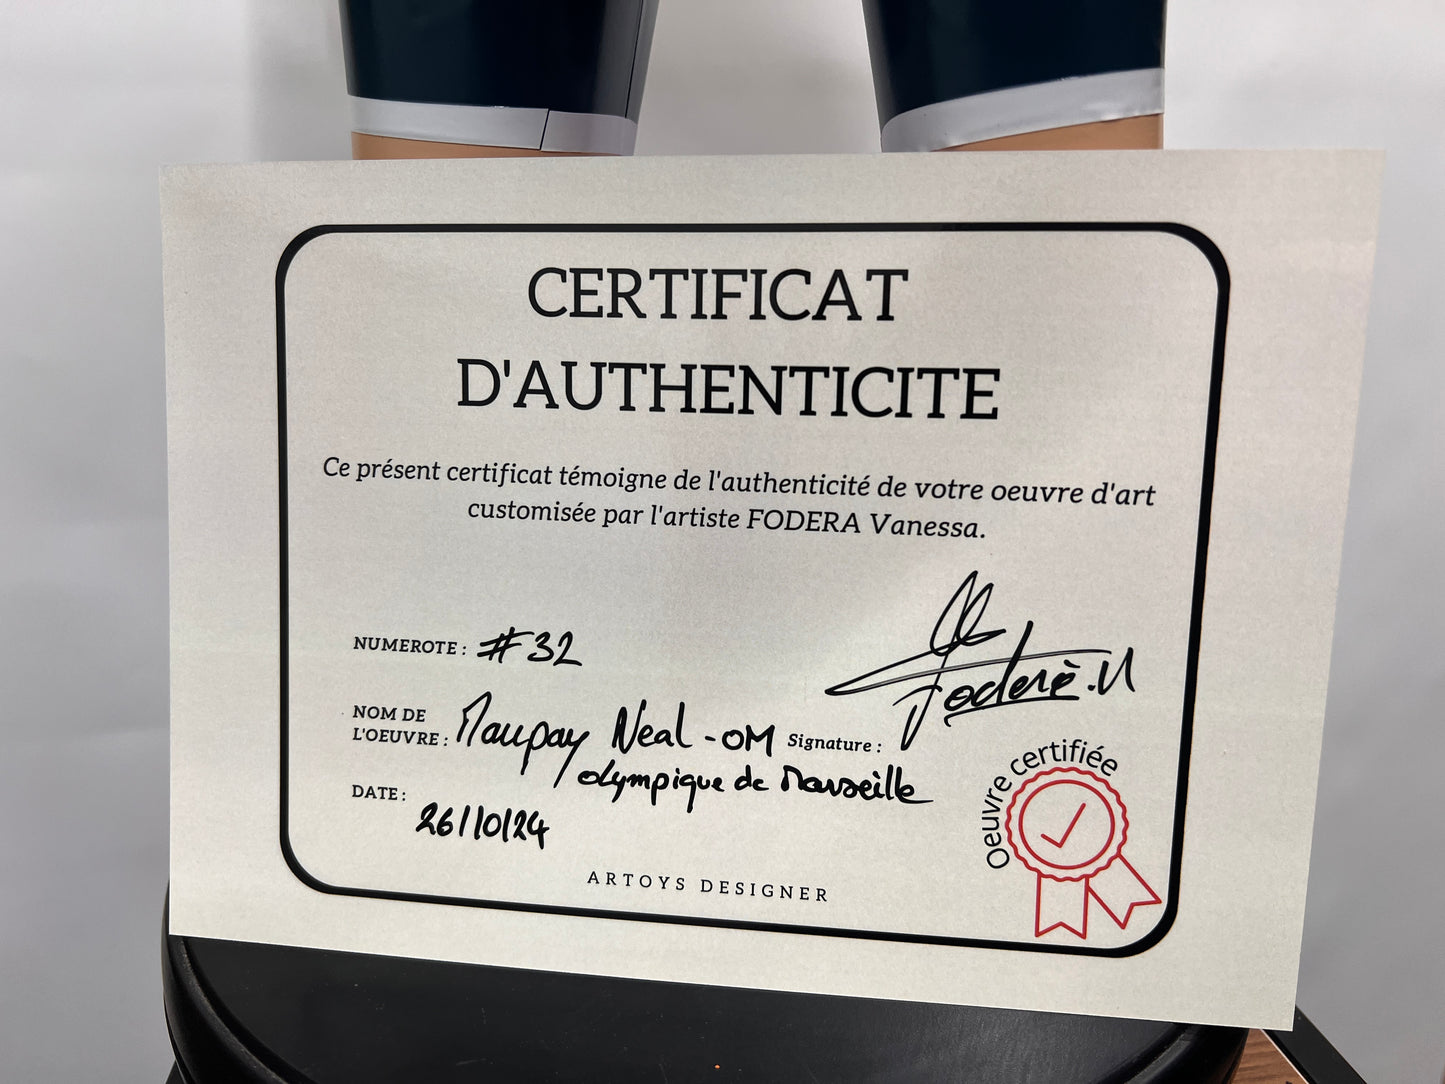 CERTIFICAT
D'AUTHENTICITE
Ce présent certificat témoigne de l'authenticité de votre oeuvre d'art
customisée par l'artiste FODERA Vanessa.
NUMEROTE : #32
NOM DE
L'OEUVRE : Maupay Neal - OM
olympique de Marseille
Signature : Foderè.V
DATE :
26/10/24
Oeuvre certifiée
ARTOYS DESIGNER